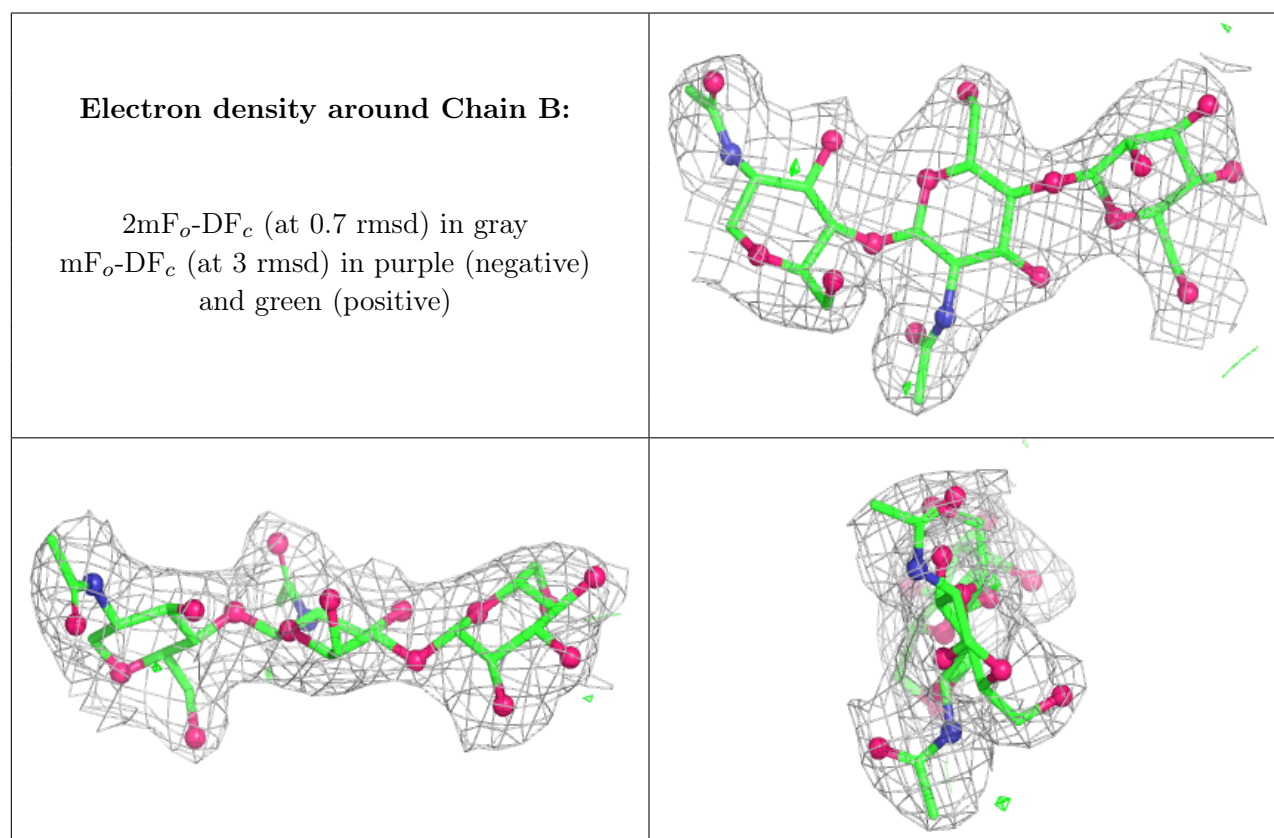 Electron density around Chain B:
2mFo-DFc (at 0.7 rmsd) in gray
mFo-DFc (at 3 rmsd) in purple (negative)
and green (positive)